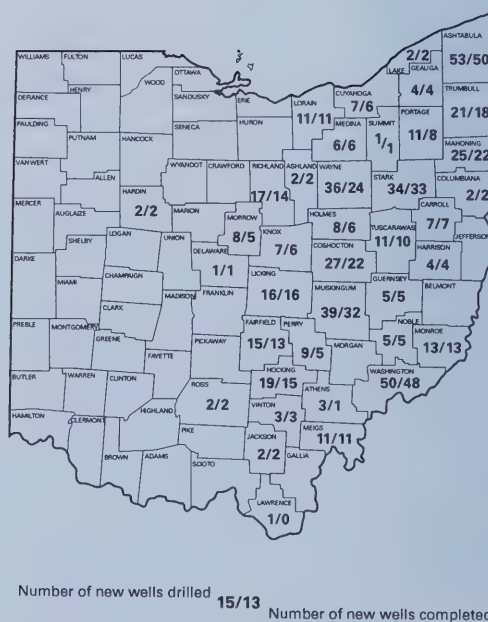 ASHTABULA
2/2
53/50
WILLIAMS
FULTON
LUCAS
LAKE
GEAUGA
OTTAWA
WOOD
CUYAHOGA
4/4
TRUMBULL
HENRY
SANDUSKY
ERIE
LORAIN
7/6
21/18
DEFIANCE
11/11
MEDINA
SUMMIT
PORTAGE
PAULDING
SENECA
HURON
6/6
1/1
11/8
MAHONING
PUTNAM
HANCOCK
25/22
VAN WERT
WYANDOT
CRAWFORD
RICHLAND
ASHLAND
WAYNE
STARK
COLUMBIANA
ALLEN
2/2
36/24
34/33
2/2
HARDIN
17/14
MERCER
2/2
MARION
MORROW
HOLMES
CARROLL
AUGLAIZE
8/5
KNOX
8/6
TUSCARAWAS
7/7
JEFFERSON
LOGAN
UNION
7/6
COSHOCTON
11/10
HARRISON
SHELBY
DELAWARE
27/22
4/4
DARKE
1/1
LICKING
GUERNSEY
CHAMPAIGN
16/16
MUSKINGUM
5/5
BELMONT
MIAMI
MADISON
FRANKLIN
39/32
CLARK
NOBLE
PREBLE
MONTGOMERY
FAIRFIELD
PERRY
5/5
MONROE
GREENE
PICKAWAY
15/13
9/5
MORGAN
13/13
FAYETTE
HOCKING
WASHINGTON
BUTLER
WARREN
CLINTON
ROSS
19/15
ATHENS
50/48
2/2
VINTON
3/1
HAMILTON
CLERMONT
HIGHLAND
3/3
MEIGS
PIKE
JACKSON
11/11
BROWN
ADAMS
SCIOTO
2/2
GALLIA
LAWRENCE
1/0
Number of new wells drilled
15/13
Number of new wells completed